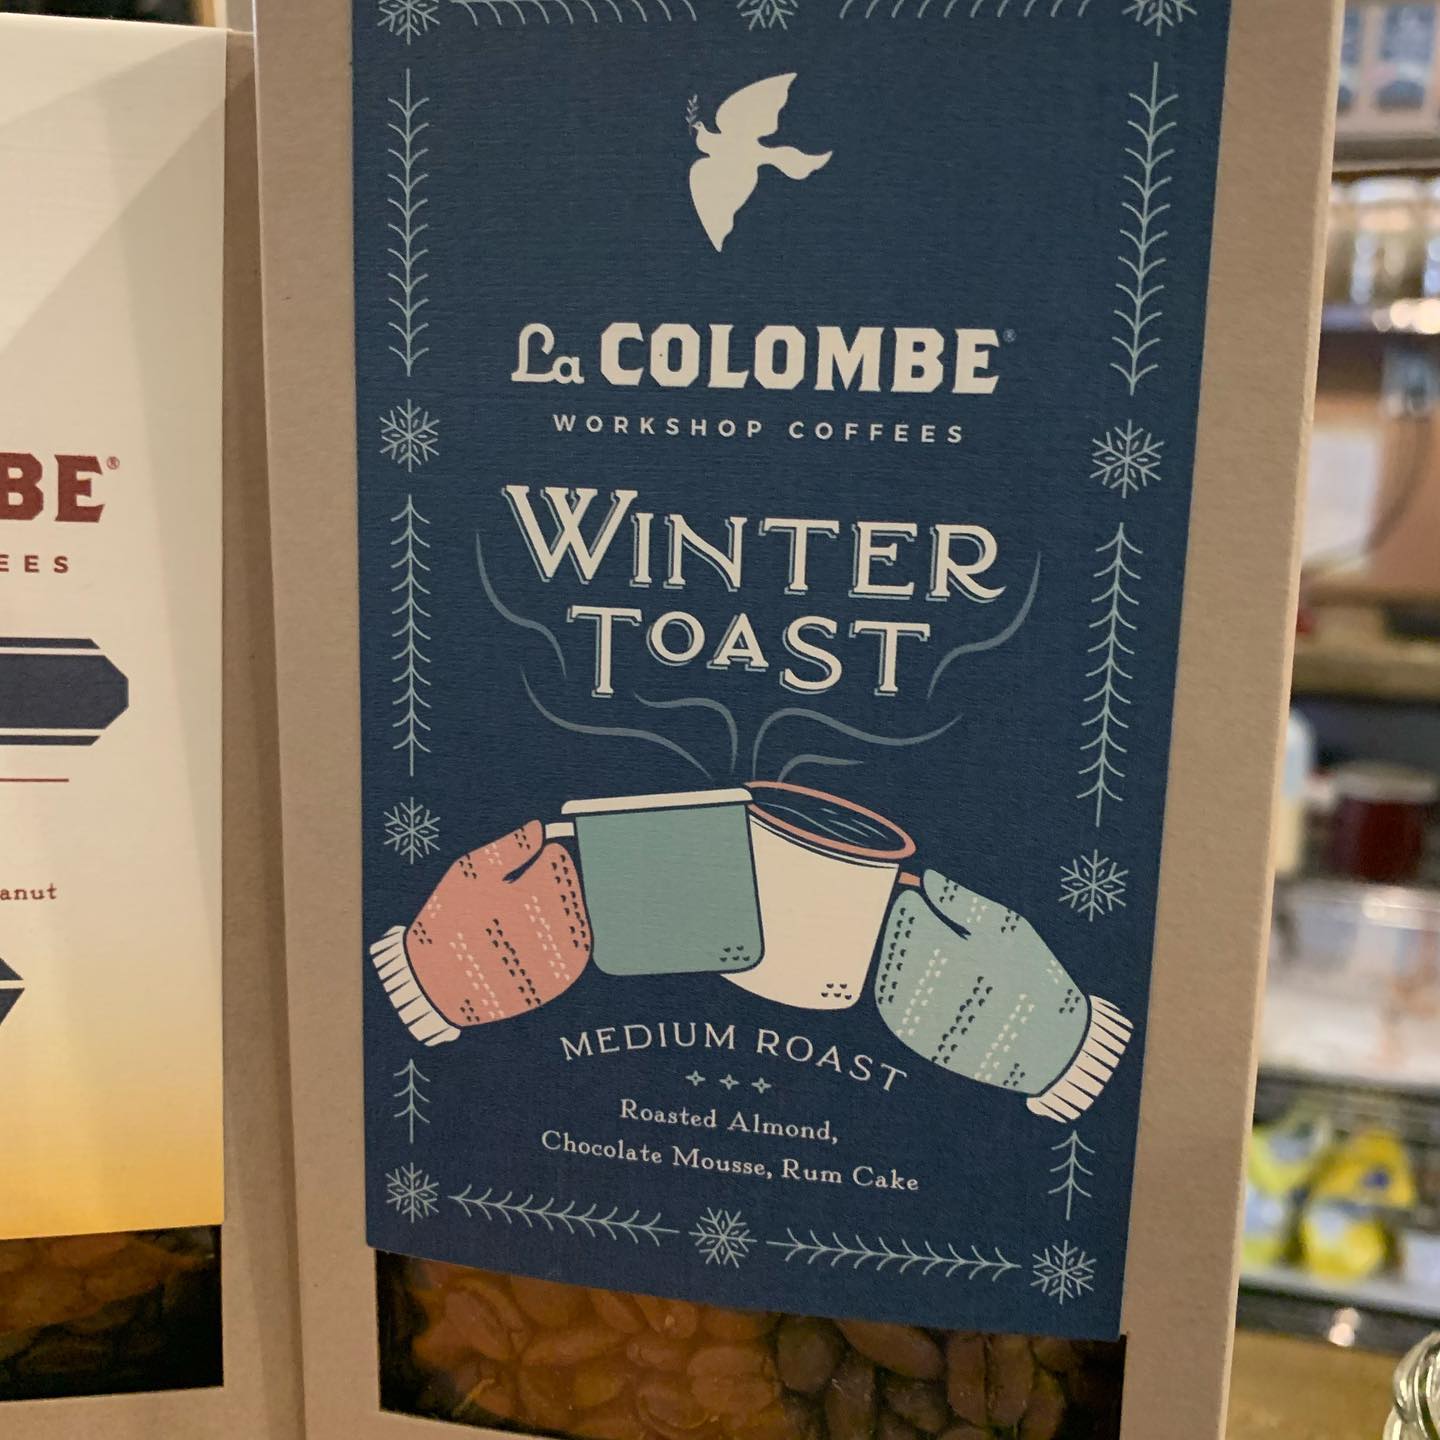 La COLOMBE®
WORKSHOP COFFEES
WINTER
TOAST
MEDIUM ROAST
Roasted Almond,
Chocolate Mousse, Rum Cake
BE®
EES
anut